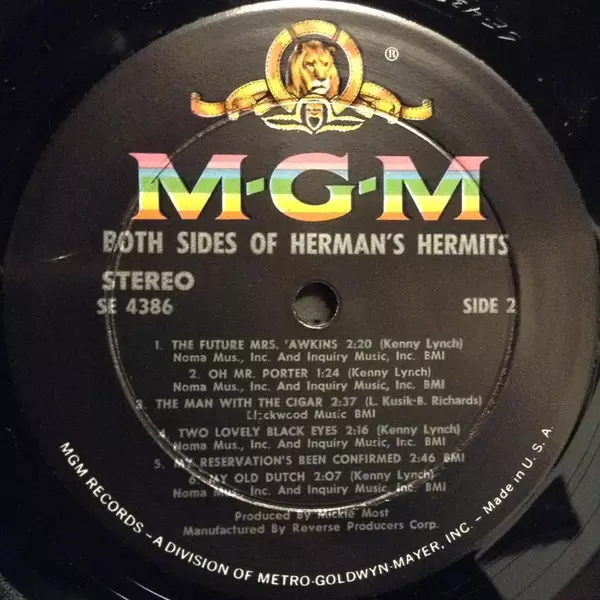 ®
M-G-M
BOTH SIDES OF HERMAN'S HERMITS
STEREO
SE 4386
SIDE 2
1. THE FUTURE MRS. 'AWKINS 2:20 (Kenny Lynch)
Noma Mus., Inc. And Inquiry Music, Inc. BMI
2. OH MR. PORTER 1:24 (Kenny Lynch)
Noma Mus., Inc. And Inquiry Music, Inc. BMI
3. THE MAN WITH THE CIGAR 2:37 (L. Kusik-B. Richards)
Blackwood Music BMI
4. TWO LOVELY BLACK EYES 2:16 (Kenny Lynch)
Noma Mus., Inc. And Inquiry Music, Inc. BMI
5. MY RESERVATION'S BEEN CONFIRMED 2:46 BMI
6. MY OLD DUTCH 2:07 (Kenny Lynch)
Noma Mus., Inc. And Inquiry Music, Inc. BMI
Produced By Mickie Most
Manufactured By Reverse Producers Corp.
MGM RECORDS – A DIVISION OF METRO-GOLDWYN-MAYER, INC. – Made in U. S. A.